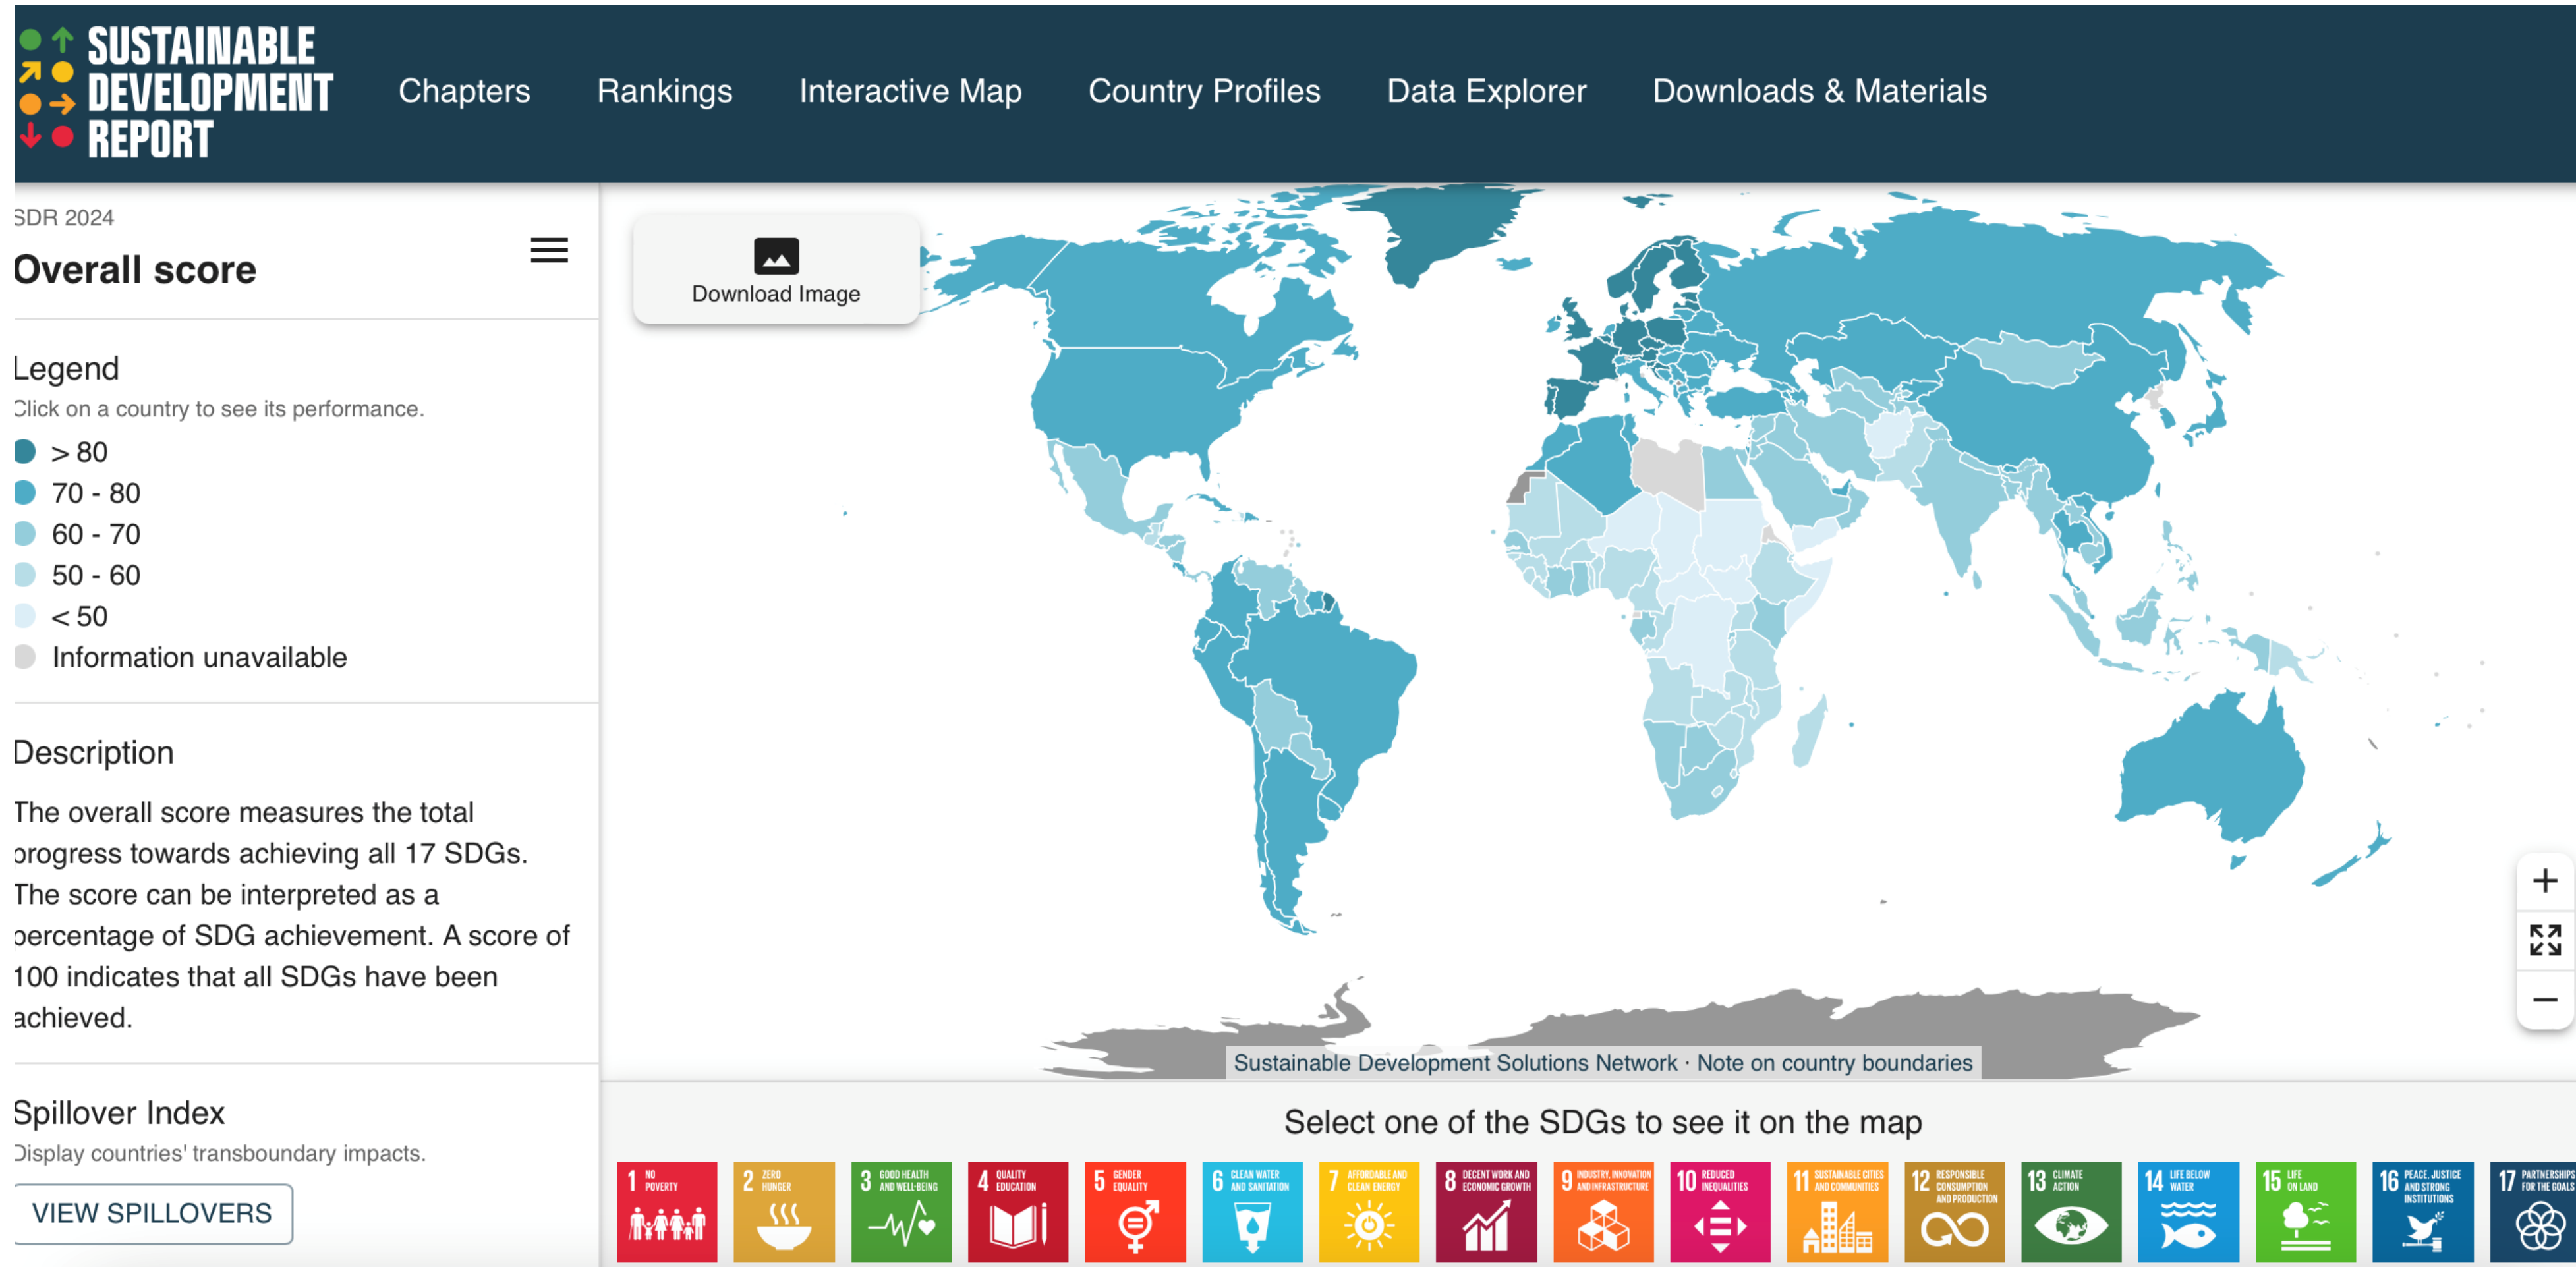 SUSTAINABLE
DEVELOPMENT
REPORT
Chapters Rankings Interactive Map Country Profiles Data Explorer Downloads & Materials
SDR 2024
Overall score
Legend
Click on a country to see its performance.
> 80
70 - 80
60 - 70
50 - 60
< 50
Information unavailable
Description
The overall score measures the total
progress towards achieving all 17 SDGs.
The score can be interpreted as a
percentage of SDG achievement. A score of
100 indicates that all SDGs have been
achieved.
Spillover Index
Display countries' transboundary impacts.
VIEW SPILLOVERS
Download Image
+
−
Sustainable Development Solutions Network · Note on country boundaries
Select one of the SDGs to see it on the map
1 NO
POVERTY
2 ZERO
HUNGER
3 GOOD HEALTH
AND WELL-BEING
4 QUALITY
EDUCATION
5 GENDER
EQUALITY
6 CLEAN WATER
AND SANITATION
7 AFFORDABLE AND
CLEAN ENERGY
8 DECENT WORK AND
ECONOMIC GROWTH
9 INDUSTRY, INNOVATION
AND INFRASTRUCTURE
10 REDUCED
INEQUALITIES
11 SUSTAINABLE CITIES
AND COMMUNITIES
12 RESPONSIBLE
CONSUMPTION
AND PRODUCTION
13 CLIMATE
ACTION
14 LIFE BELOW
WATER
15 LIFE
ON LAND
16 PEACE, JUSTICE
AND STRONG
INSTITUTIONS
17 PARTNERSHIPS
FOR THE GOALS